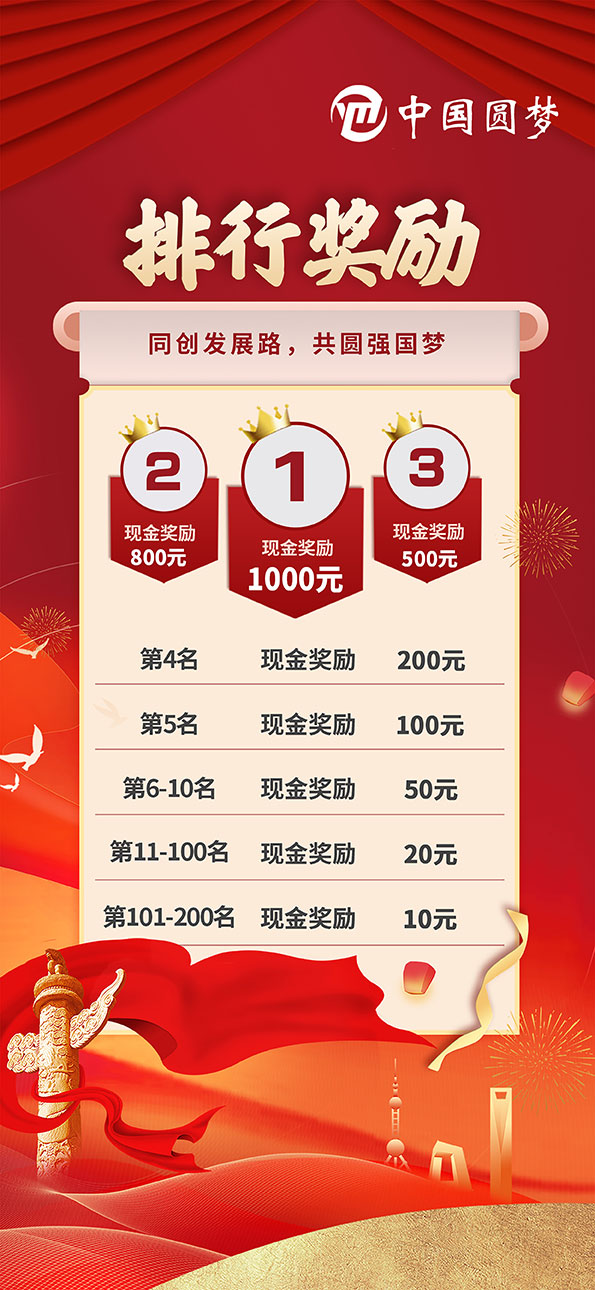 中国圆梦
排行奖励
同创发展路，共圆强国梦
2
现金奖励
800元
1
现金奖励
1000元
3
现金奖励
500元
第4名 现金奖励 200元
第5名 现金奖励 100元
第6-10名 现金奖励 50元
第11-100名 现金奖励 20元
第101-200名 现金奖励 10元